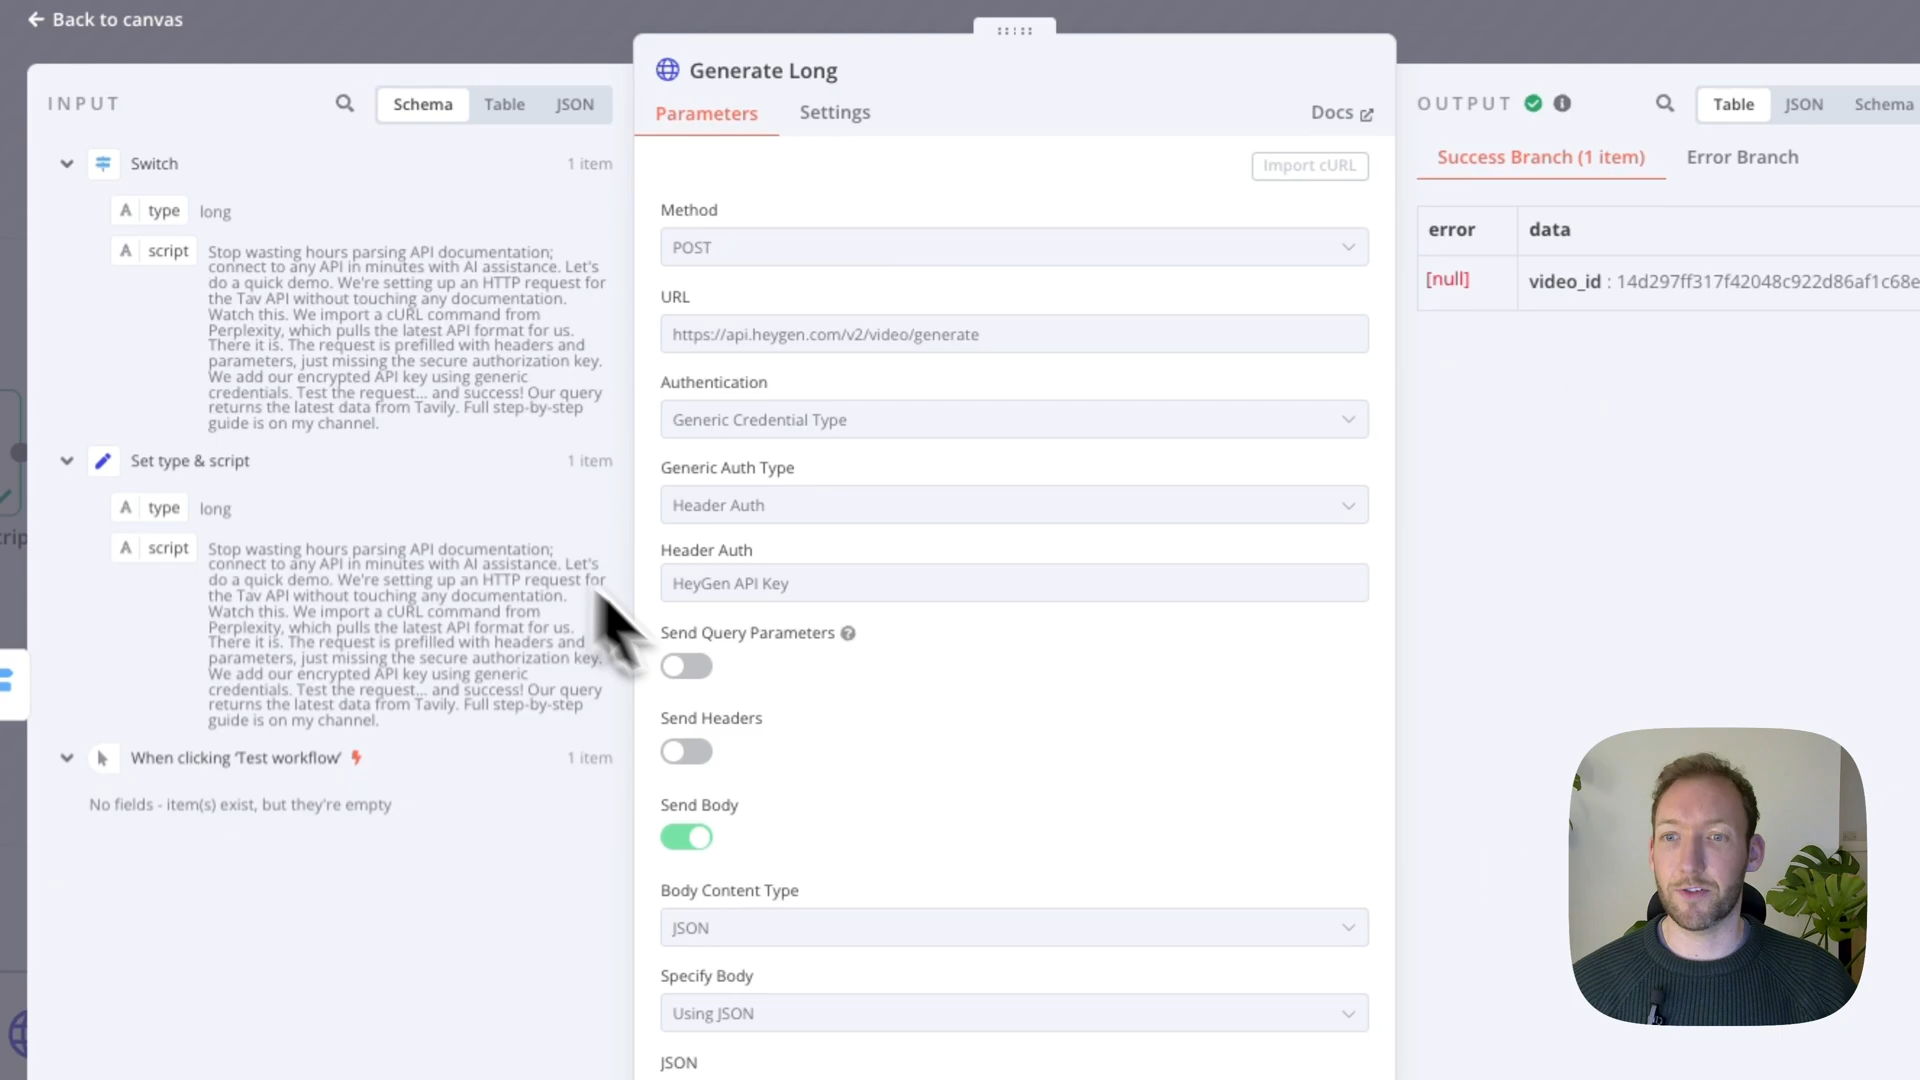 Back to canvas
INPUT
Schema
Table
JSON
Switch
1 item
A type long
A script
Stop wasting hours parsing API documentation;
connect to any API in minutes with AI assistance. Let's
do a quick demo. We're setting up an HTTP request for
the Tav API without touching any documentation.
Watch this. We import a cURL command from
Perplexity, which pulls the latest API format for us.
There it is. The request is prefilled with headers and
parameters, just missing the secure authorization key.
We add our encrypted API key using generic
credentials. Test the request... and success! Our query
returns the latest data from Tavily. Full step-by-step
guide is on my channel.
Set type & script
1 item
A type long
A script
Stop wasting hours parsing API documentation;
connect to any API in minutes with AI assistance. Let's
do a quick demo. We're setting up an HTTP request for
the Tav API without touching any documentation.
Watch this. We import a cURL command from
Perplexity, which pulls the latest API format for us.
There it is. The request is prefilled with headers and
parameters, just missing the secure authorization key.
We add our encrypted API key using generic
credentials. Test the request... and success! Our query
returns the latest data from Tavily. Full step-by-step
guide is on my channel.
When clicking 'Test workflow'
1 item
No fields - item(s) exist, but they're empty
Generate Long
Parameters
Settings
Docs
Import cURL
Method
POST
URL
https://api.heygen.com/v2/video/generate
Authentication
Generic Credential Type
Generic Auth Type
Header Auth
Header Auth
HeyGen API Key
Send Query Parameters
Send Headers
Send Body
Body Content Type
JSON
Specify Body
Using JSON
JSON
OUTPUT
Table
JSON
Schema
Success Branch (1 item)
Error Branch
error
data
[null]
video_id : 14d297ff317f42048c922d86af1c68e